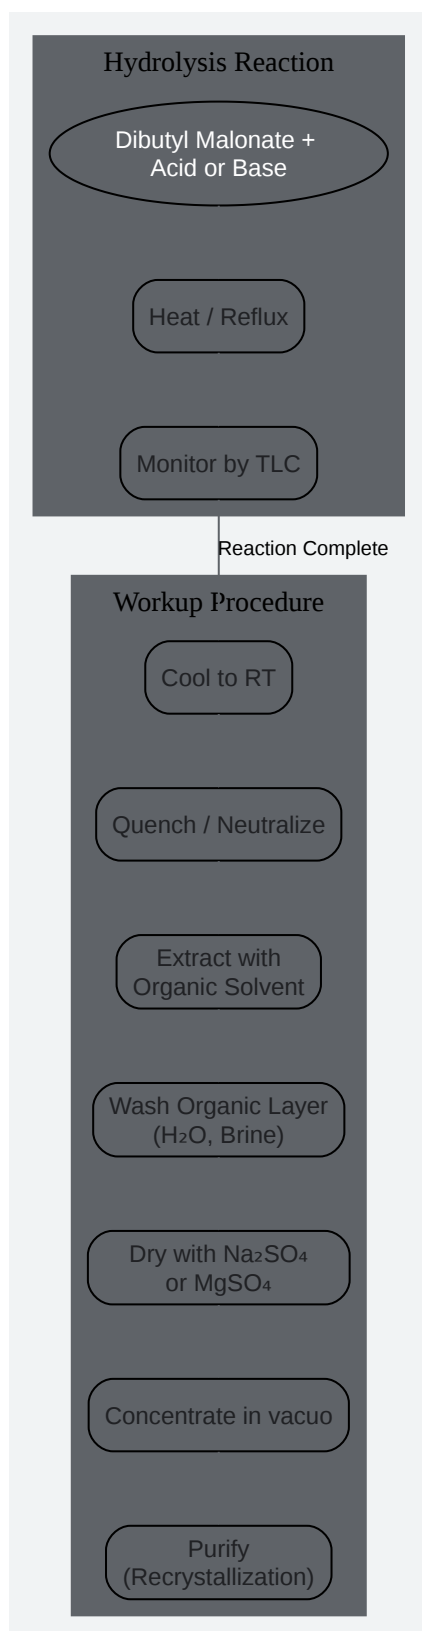 Hydrolysis Reaction
Dibutyl Malonate +
Acid or Base
Heat / Reflux
Monitor by TLC
Reaction Complete
Workup Procedure
Cool to RT
Quench / Neutralize
Extract with
Organic Solvent
Wash Organic Layer
(H₂O, Brine)
Dry with Na₂SO₄
or MgSO₄
Concentrate in vacuo
Purify
(Recrystallization)